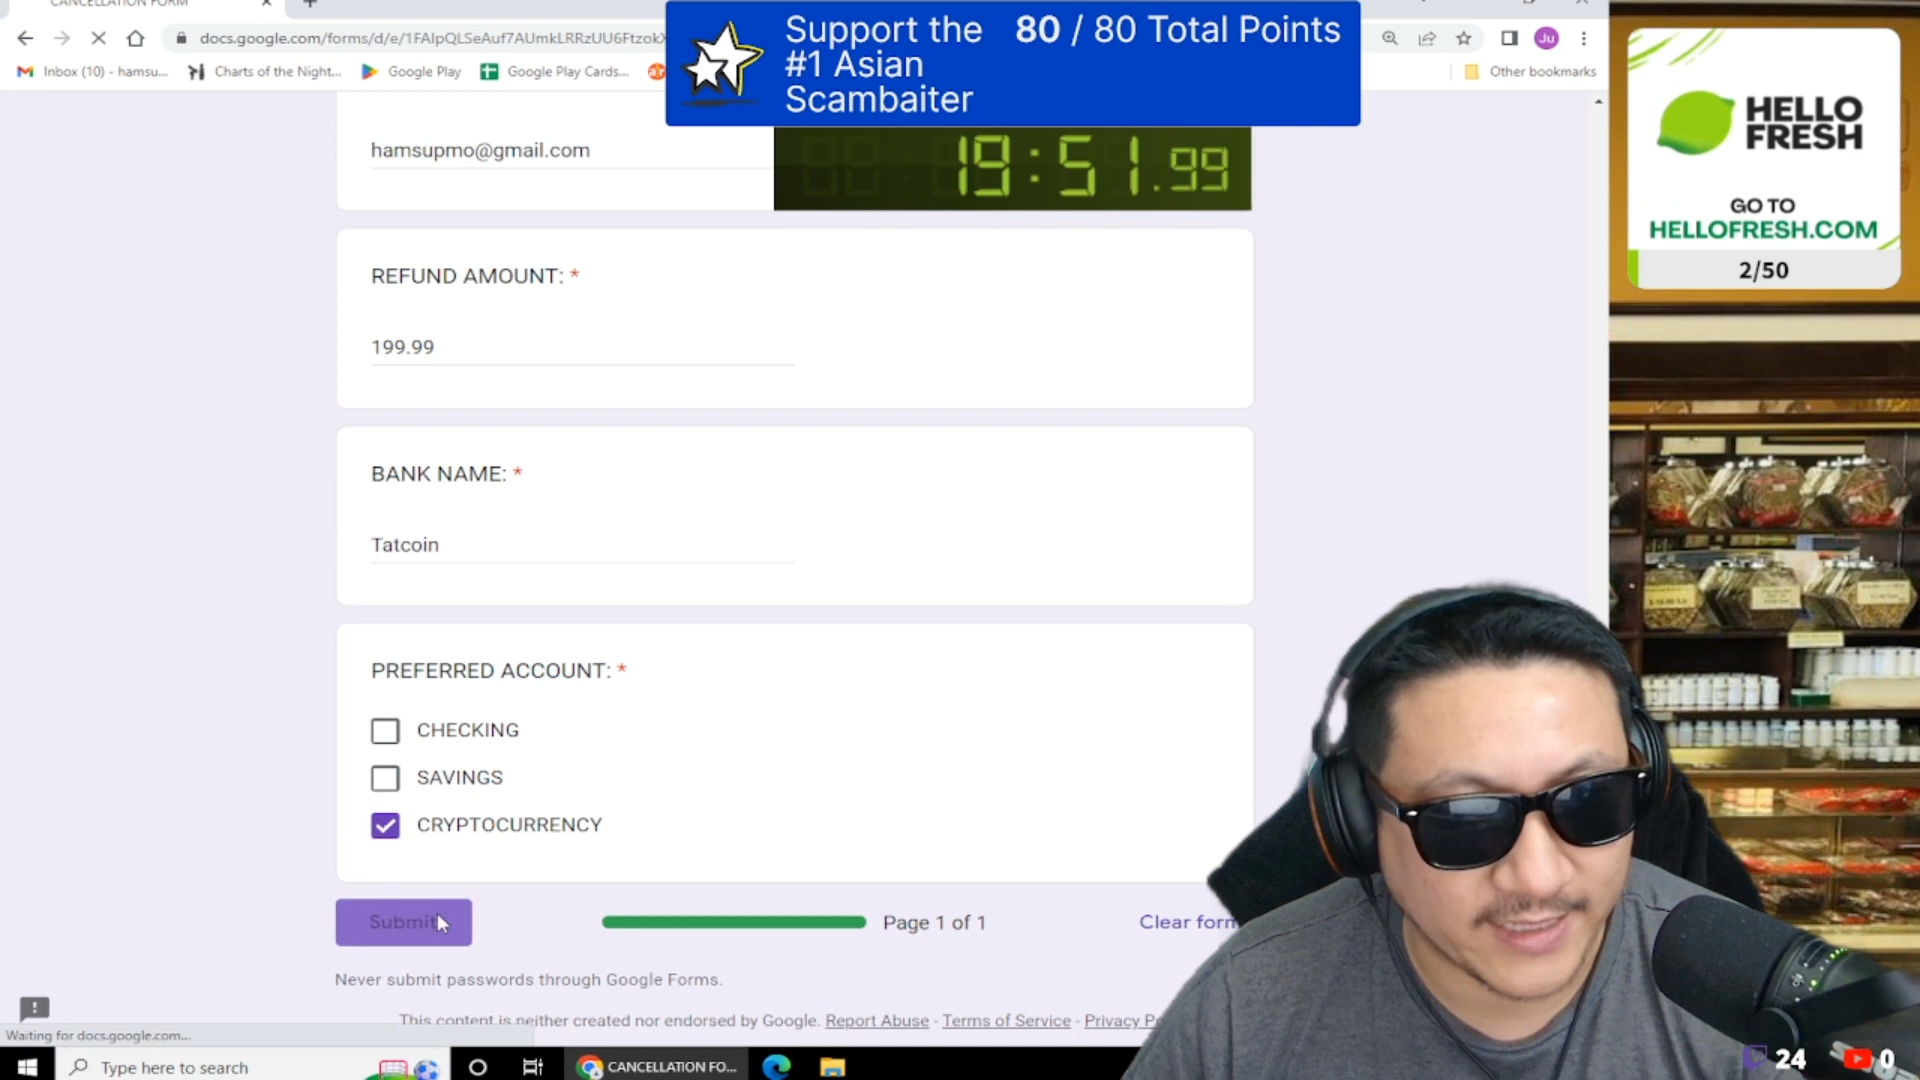 CANCELLATION FORM
docs.google.com/forms/d/e/1FAIpQLSeAuf7AUmkLRRzUU6Ftzok
Ju
Inbox (10) - hamsu...
Charts of the Night...
Google Play
Google Play Cards...
Other bookmarks
Support the #1 Asian Scambaiter
80 / 80 Total Points
19:51.99
hamsupmo@gmail.com
REFUND AMOUNT: *
199.99
BANK NAME: *
Tatcoin
PREFERRED ACCOUNT: *
CHECKING
SAVINGS
CRYPTOCURRENCY
Submit
Page 1 of 1
Clear form
Never submit passwords through Google Forms.
This content is neither created nor endorsed by Google. Report Abuse - Terms of Service - Privacy P
Waiting for docs.google.com...
Type here to search
CANCELLATION FO...
HELLO
FRESH
GO TO
HELLOFRESH.COM
2/50
24
0